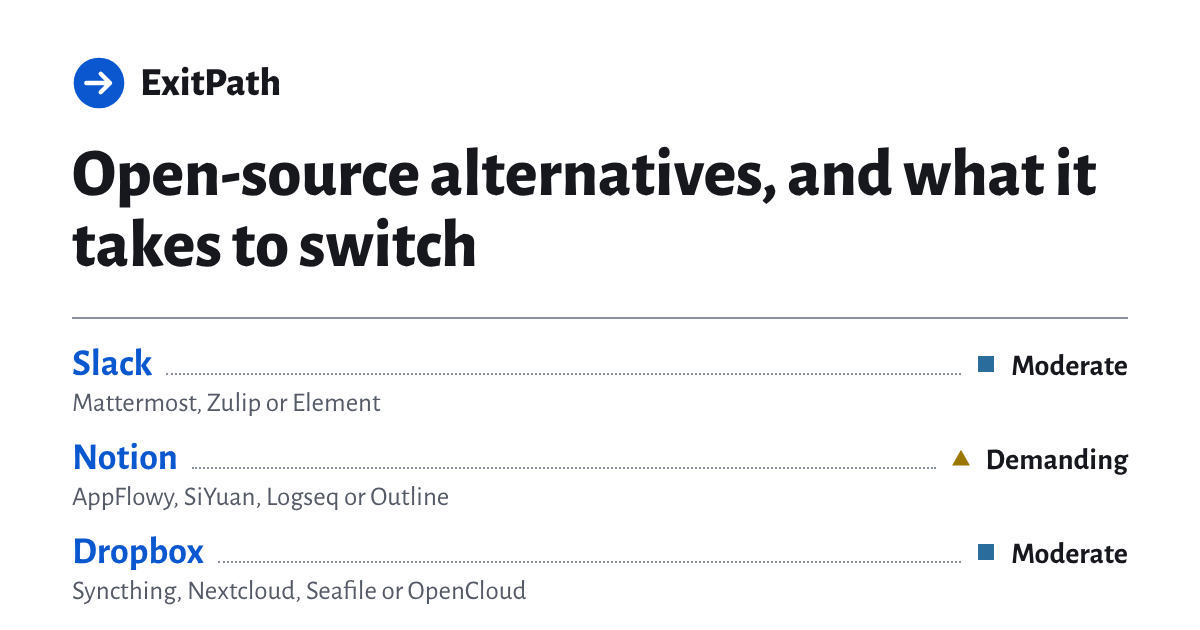 ExitPath
Open-source alternatives, and what it
takes to switch
Slack Moderate
Mattermost, Zulip or Element
Notion Demanding
AppFlowy, SiYuan, Logseq or Outline
Dropbox Moderate
Syncthing, Nextcloud, Seafile or OpenCloud